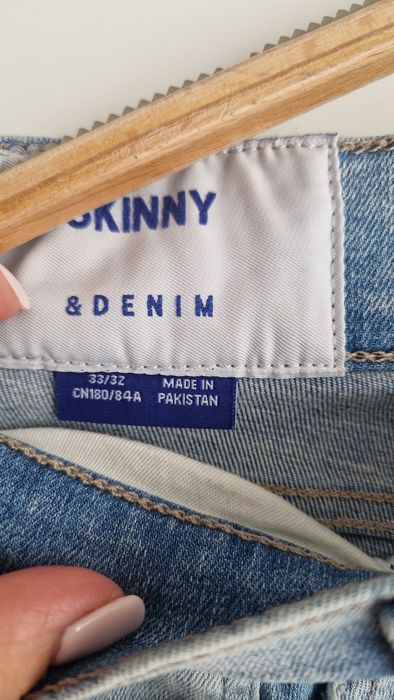 SKINNY
& DENIM
33/32 MADE IN
CN180/84A PAKISTAN